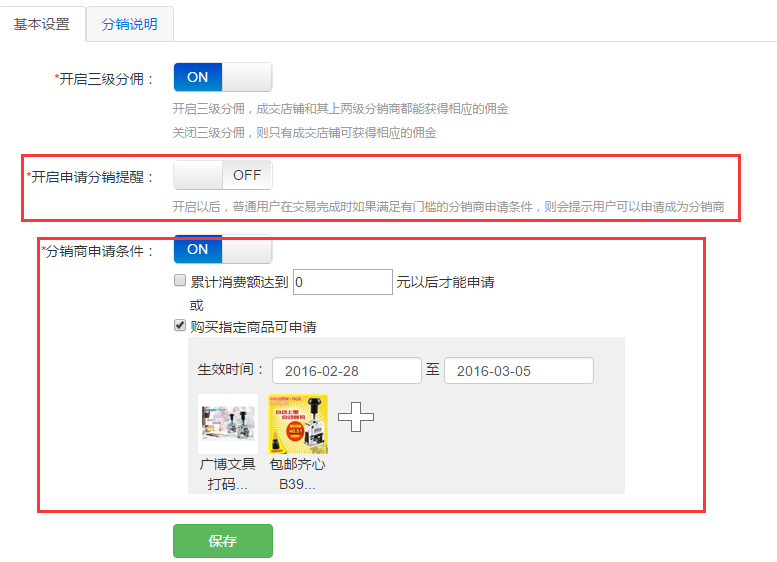 基本设置 分销说明
*开启三级分佣： ON
开启三级分佣，成交店铺和其上两级分销商都能获得相应的佣金
关闭三级分佣，则只有成交店铺可获得相应的佣金
*开启申请分销提醒： OFF
开启以后，普通用户在交易完成时如果满足有门槛的分销商申请条件，则会提示用户可以申请成为分销商
*分销商申请条件： ON
累计消费额达到 0 元以后才能申请
或
购买指定商品可申请
生效时间： 2016-02-28 至 2016-03-05
自动上墨
自动跳码
广博文具 包邮齐心
打码... B39...
保存